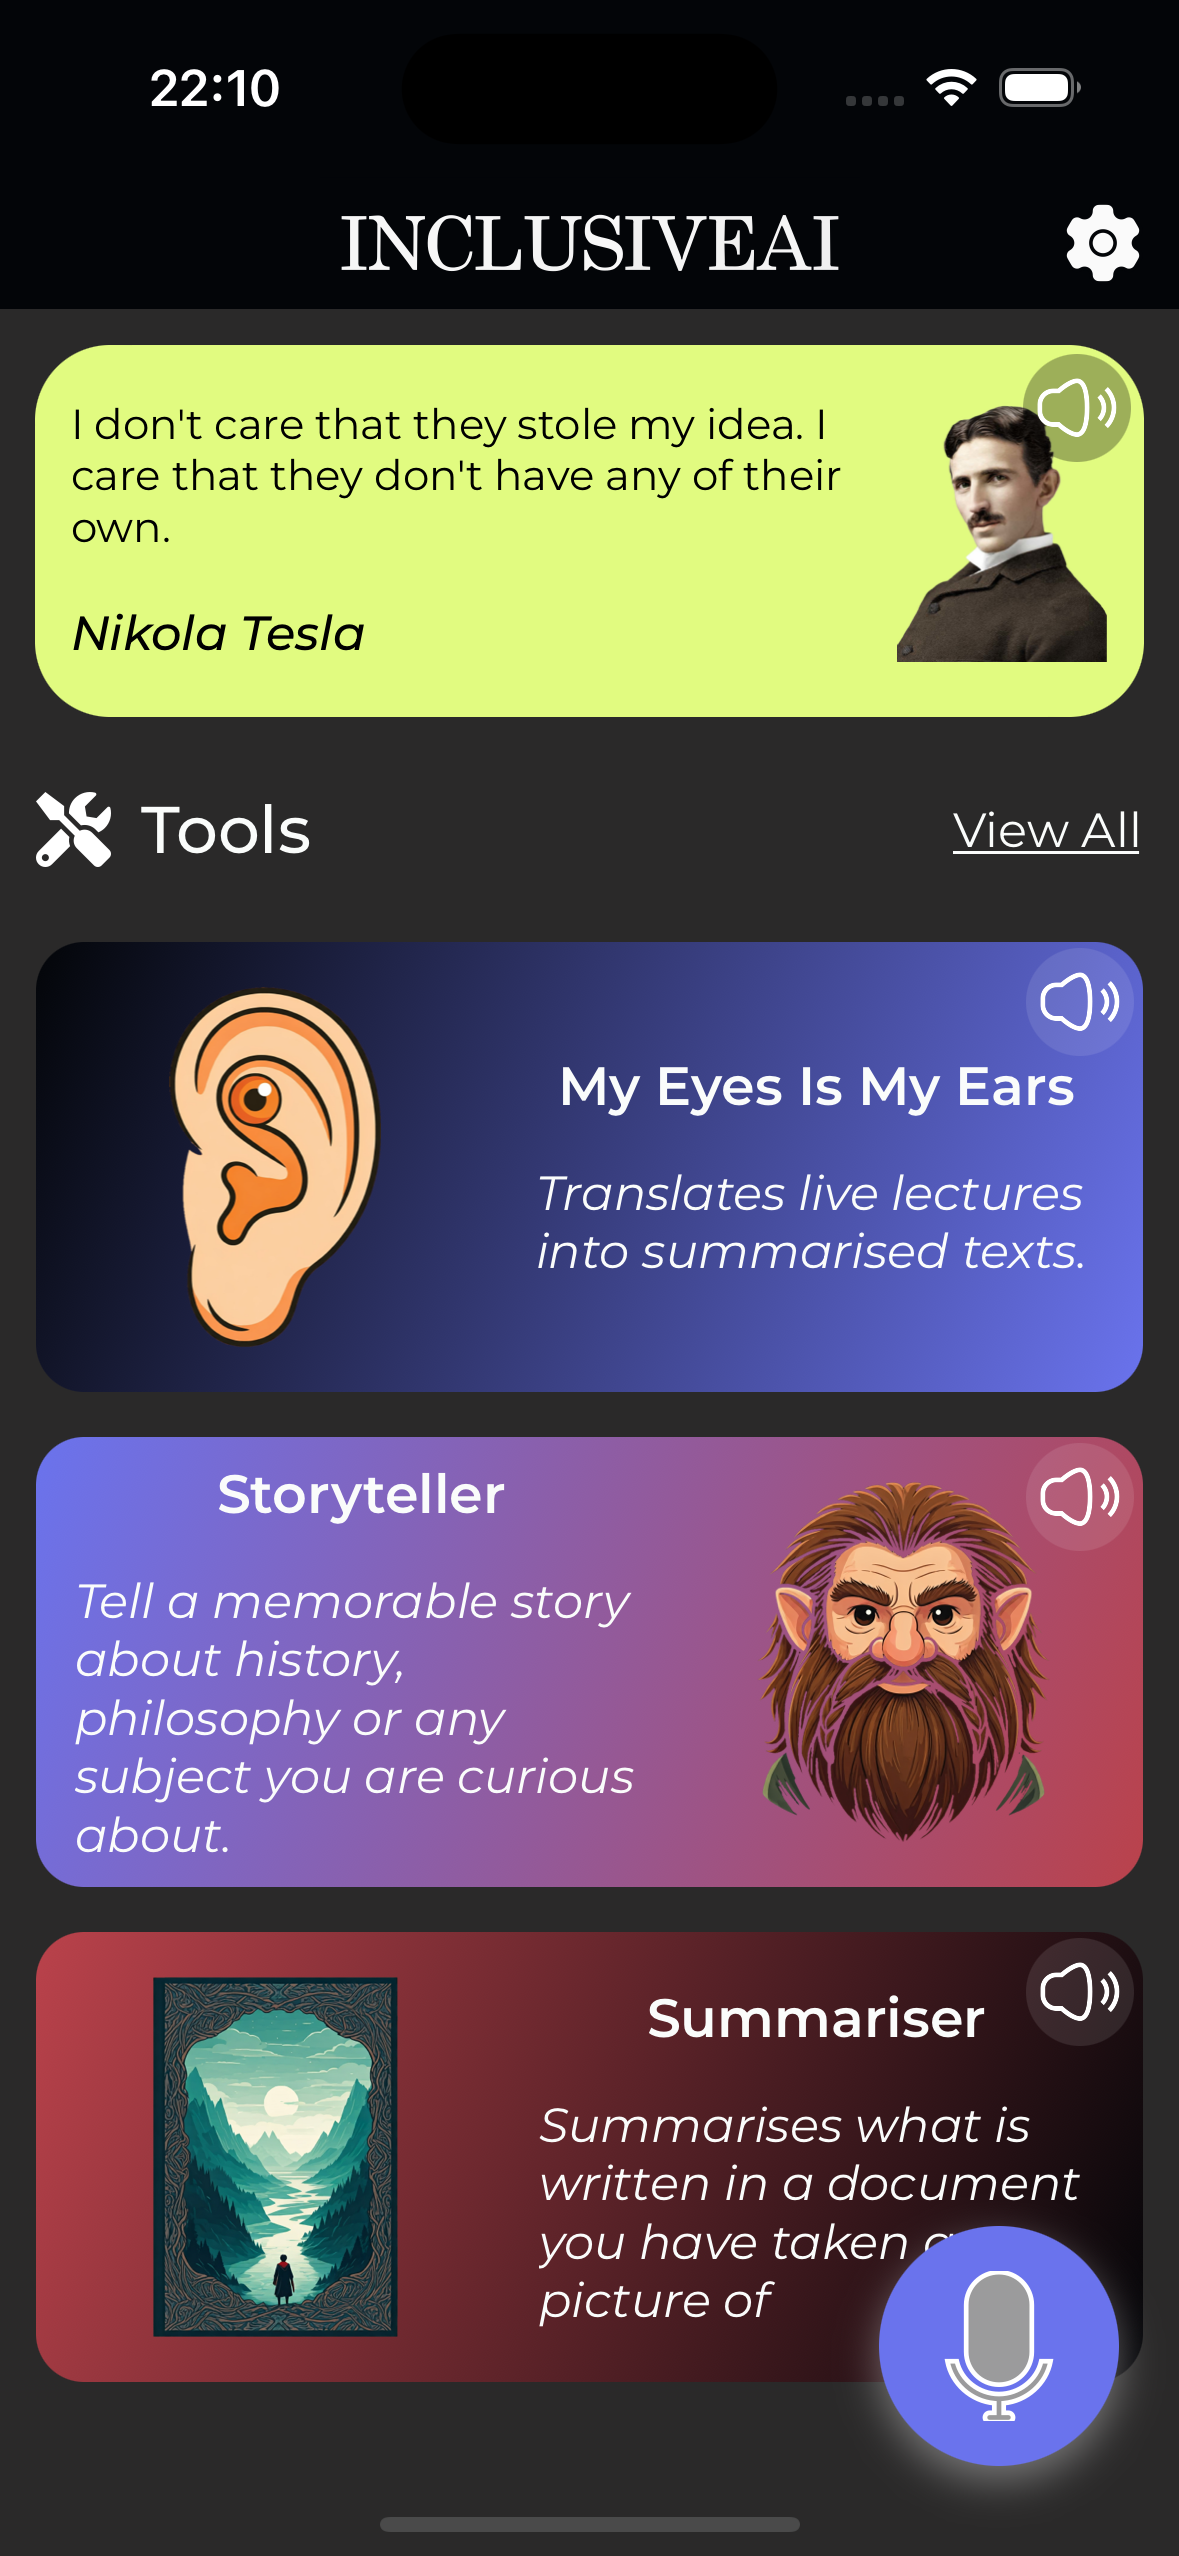 22:10
INCLUSIVEAI
I don't care that they stole my idea. I
care that they don't have any of their
own.
Nikola Tesla
Tools
View All
My Eyes Is My Ears
Translates live lectures
into summarised texts.
Storyteller
Tell a memorable story
about history,
philosophy or any
subject you are curious
about.
Summariser
Summarises what is
written in a document
you have taken a
picture of